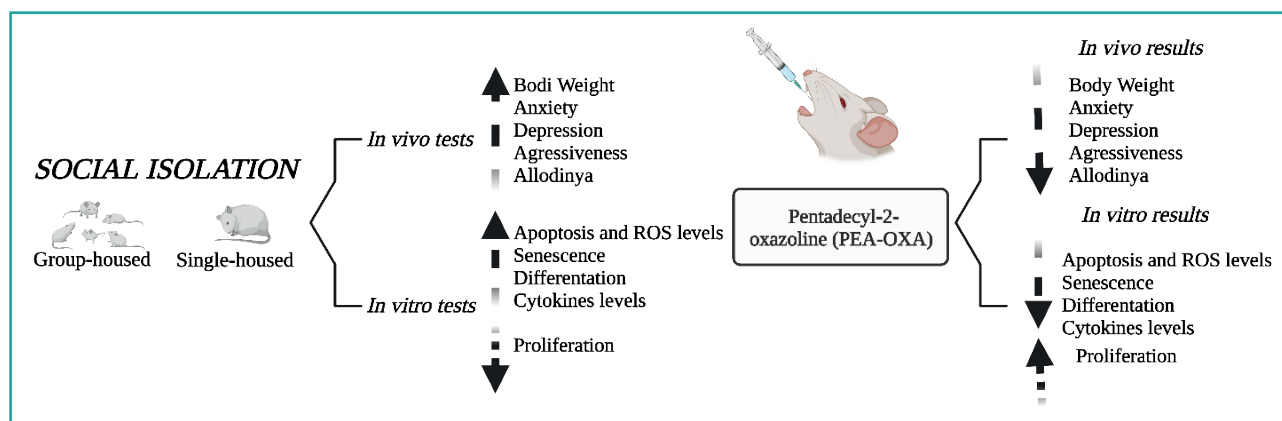 SOCIAL ISOLATION
Group-housed
Single-housed
In vivo tests
Bodi Weight
Anxiety
Depression
Agressiveness
Allodinya
In vitro tests
Apoptosis and ROS levels
Senescence
Differentation
Cytokines levels
Proliferation
Pentadecyl-2-
oxazoline (PEA-OXA)
In vivo results
Body Weight
Anxiety
Depression
Agressiveness
Allodinya
In vitro results
Apoptosis and ROS levels
Senescence
Differentation
Cytokines levels
Proliferation